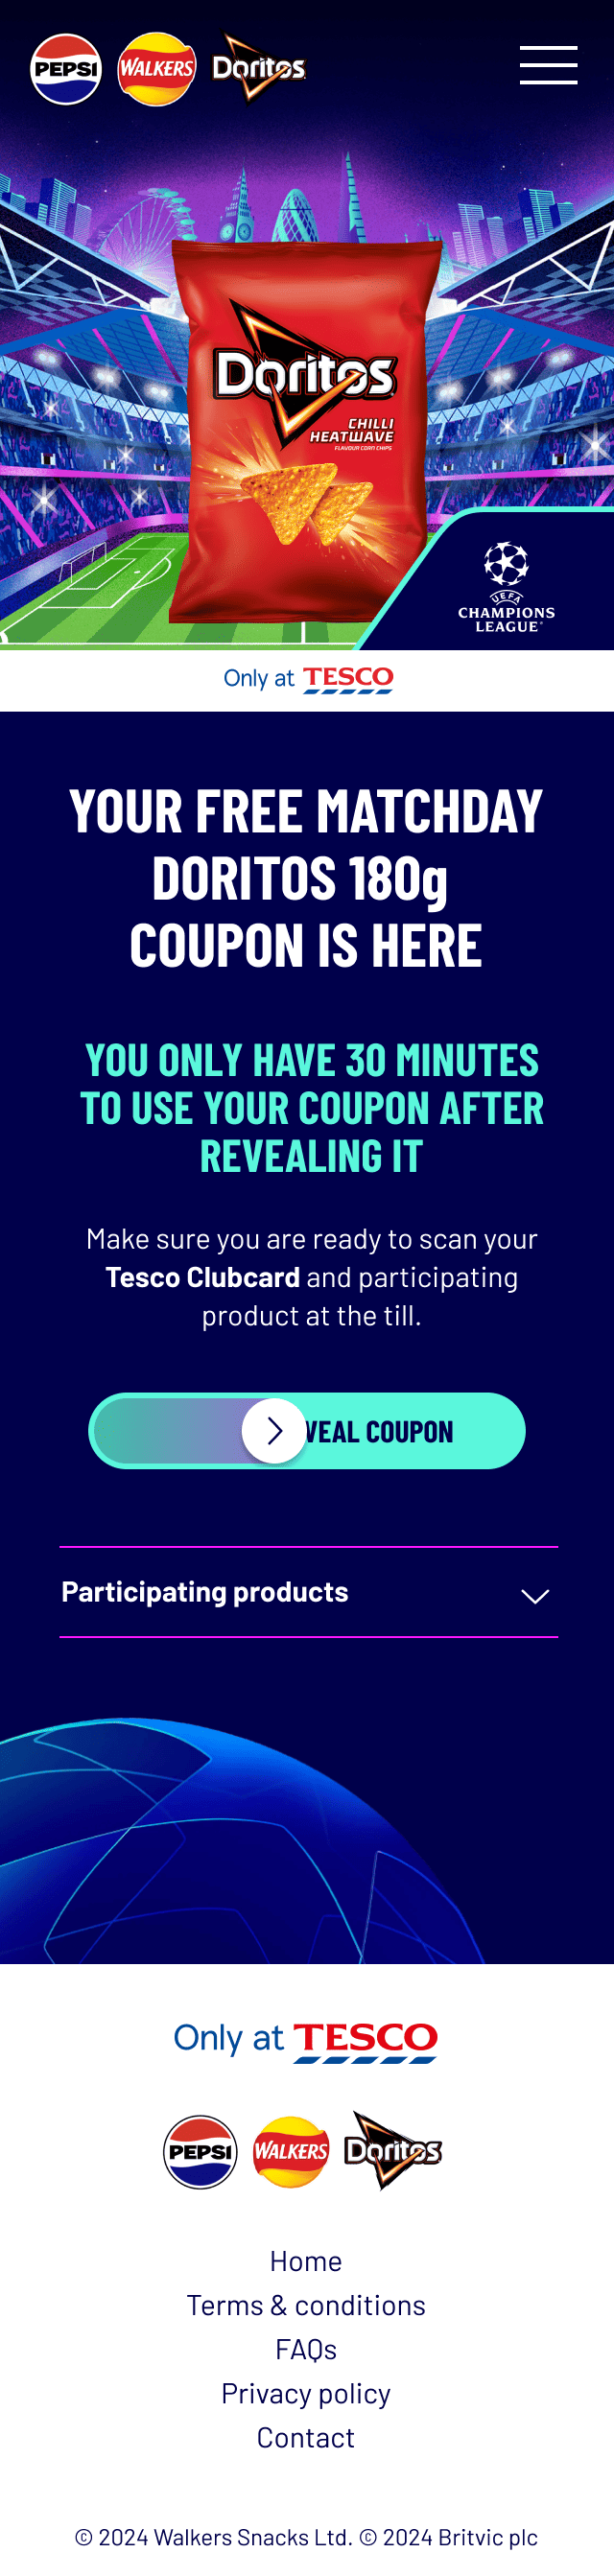 PEPSI WALKERS Doritos
Doritos
CHILLI
HEATWAVE
FLAVOUR CORN CHIPS
UEFA
CHAMPIONS
LEAGUE
Only at TESCO
YOUR FREE MATCHDAY
DORITOS 180g
COUPON IS HERE
YOU ONLY HAVE 30 MINUTES
TO USE YOUR COUPON AFTER
REVEALING IT
Make sure you are ready to scan your
Tesco Clubcard and participating
product at the till.
VEAL COUPON
Participating products
Only at TESCO
PEPSI WALKERS Doritos
Home
Terms & conditions
FAQs
Privacy policy
Contact
© 2024 Walkers Snacks Ltd. © 2024 Britvic plc